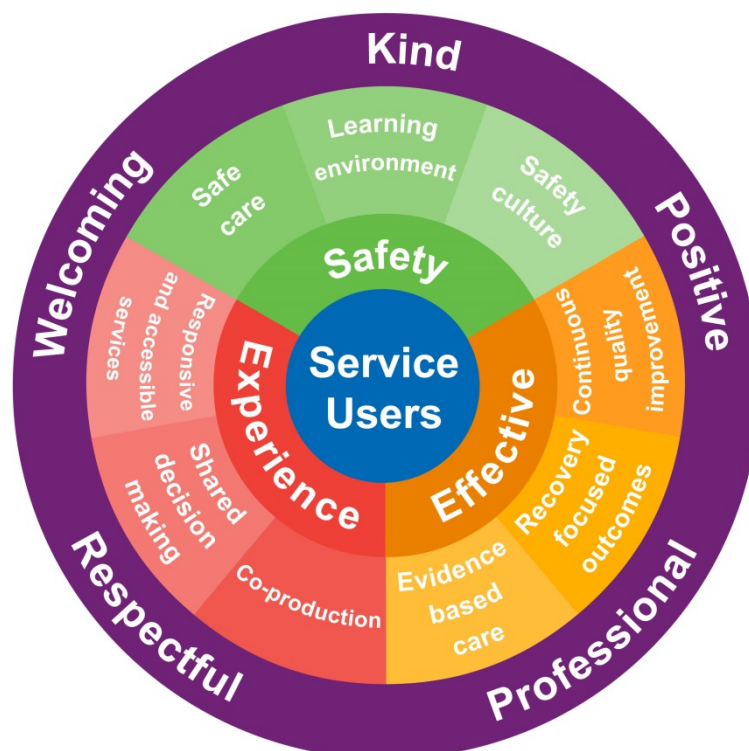 Kind
Positive
Professional
Respectful
Welcoming
Learning
environment
Safety
culture
Continuous
quality
improvement
Recovery
focused
outcomes
Evidence
based
care
Co-production
Shared
decision
making
Responsive
and accessible
services
Safe
care
Safety
Effective
Experience
Service
Users